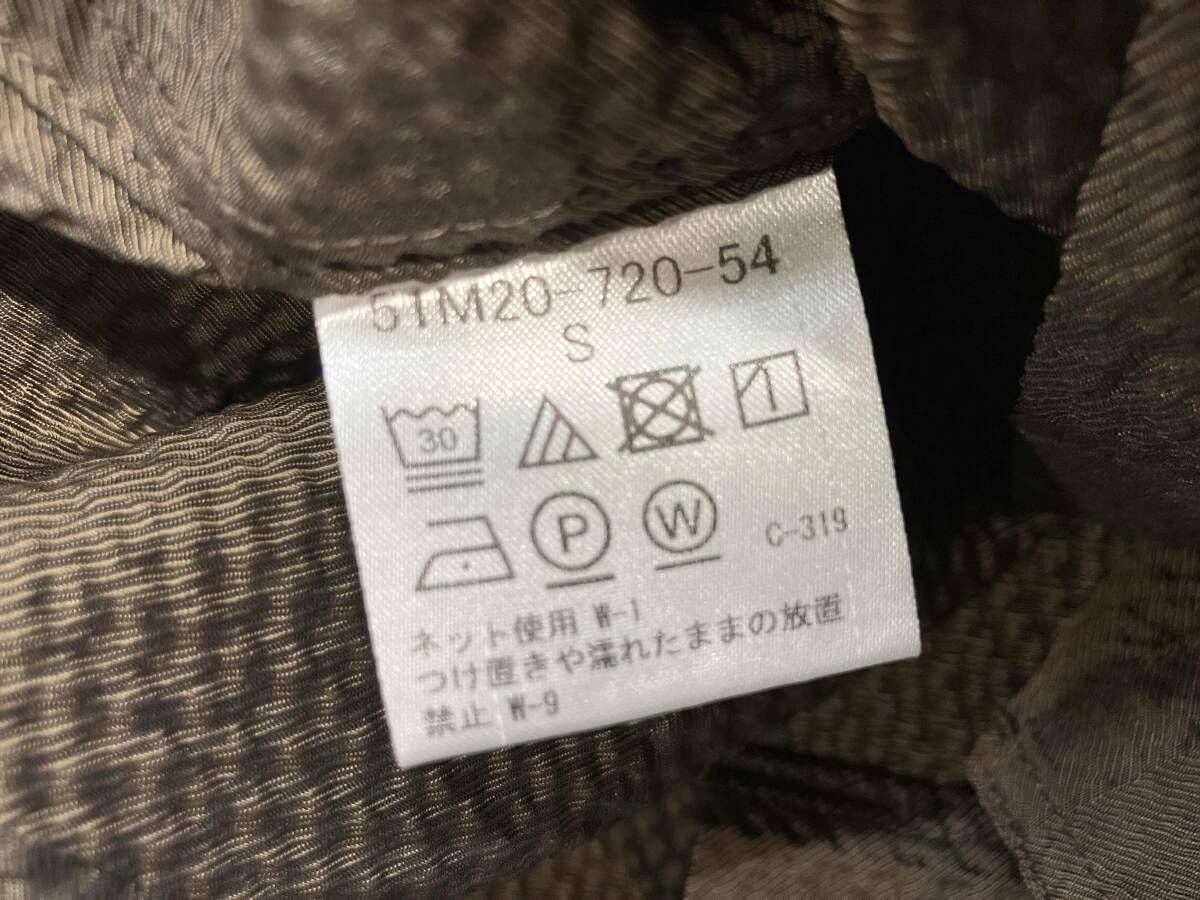 51M20-720-54
S
30
P W C-319
ネット使用 W-1
つけ置きや濡れたままの放置
禁止 W-9